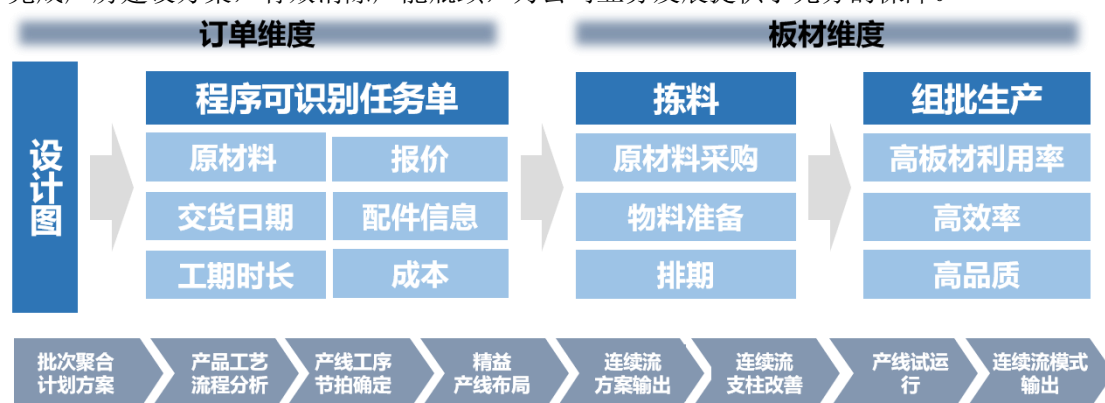 订单维度 板材维度
设计图
程序可识别任务单
原材料 报价
交货日期 配件信息
工期时长 成本
拣料
原材料采购
物料准备
排期
组批生产
高板材利用率
高效率
高品质
批次聚合
计划方案
产品工艺
流程分析
产线工序
节拍确定
精益
产线布局
连续流
方案输出
连续流
支柱改善
产线试运
行
连续流模式
输出